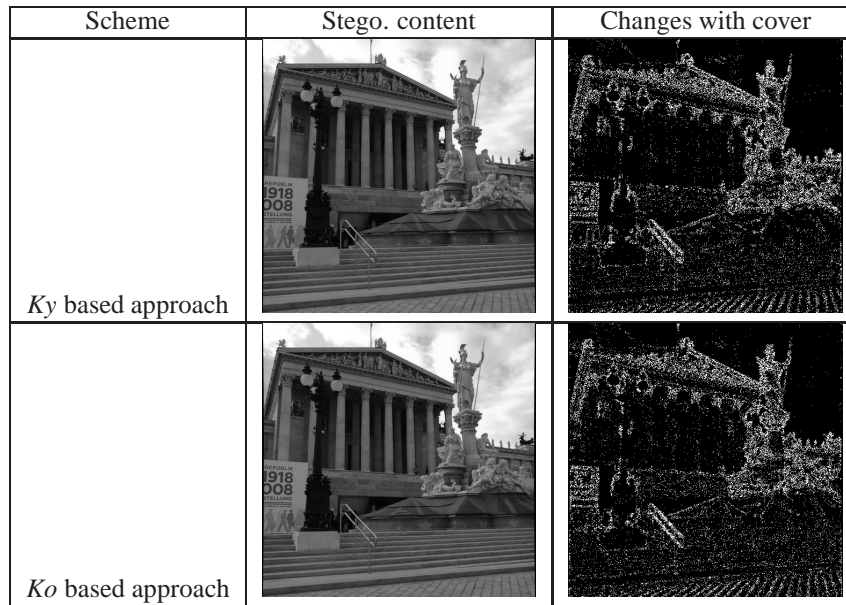 Scheme
Stego. content
Changes with cover
REPUBLIK
1918
008
STELLUNG
Ky based approach
REPUBLIK
1918
008
STELLUNG
Ko based approach